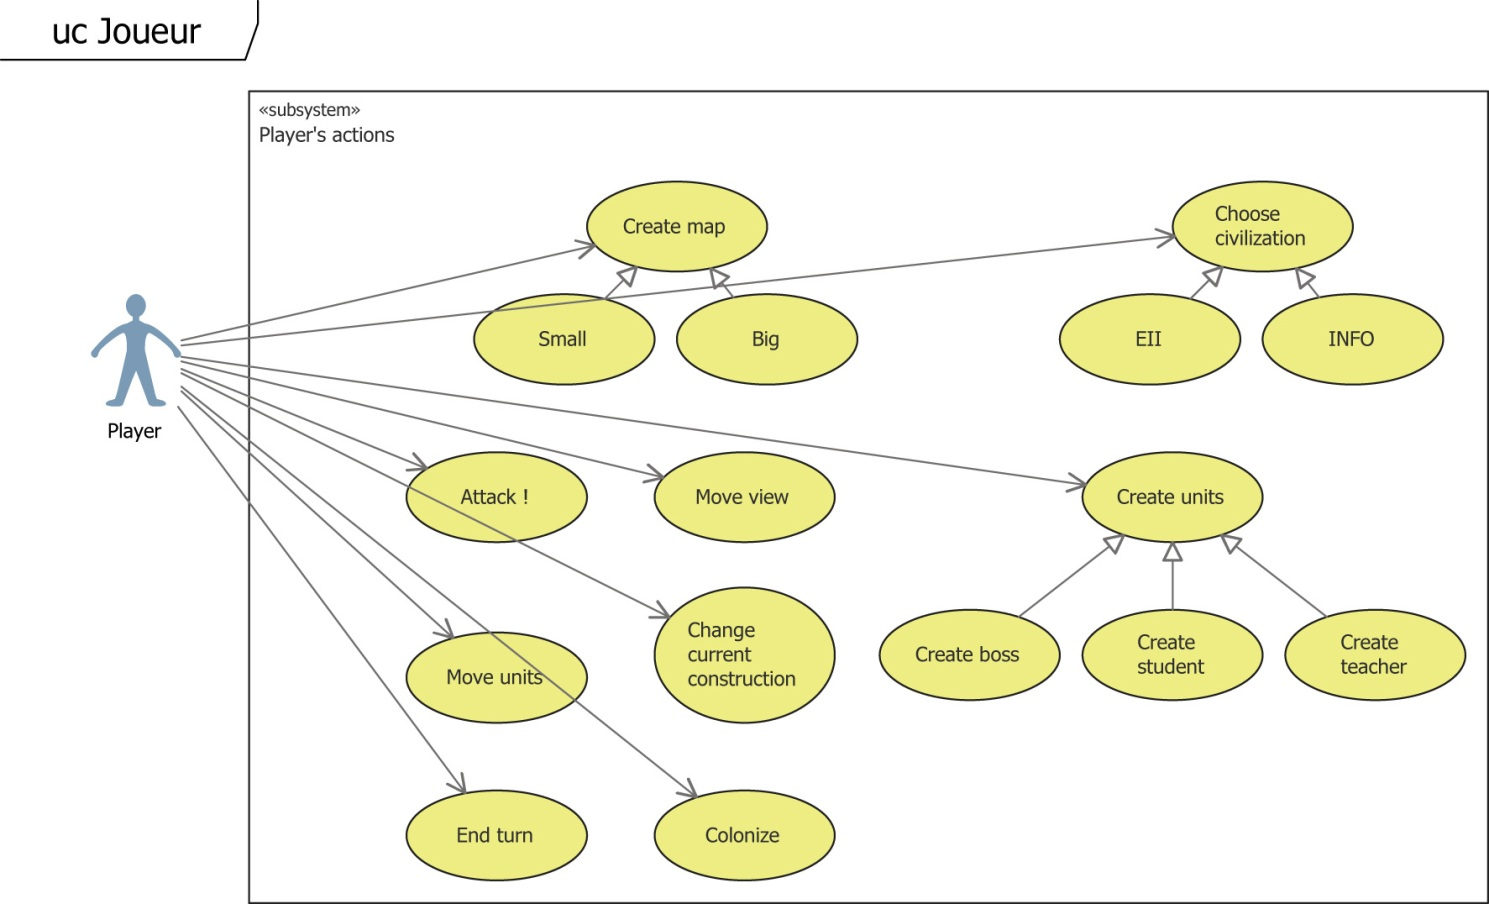 uc Joueur
«subsystem»
Player's actions
Create map
Choose
civilization
Small
Big
EII
INFO
Player
Attack !
Move view
Create units
Change
current
construction
Move units
Create boss
Create
student
Create
teacher
End turn
Colonize